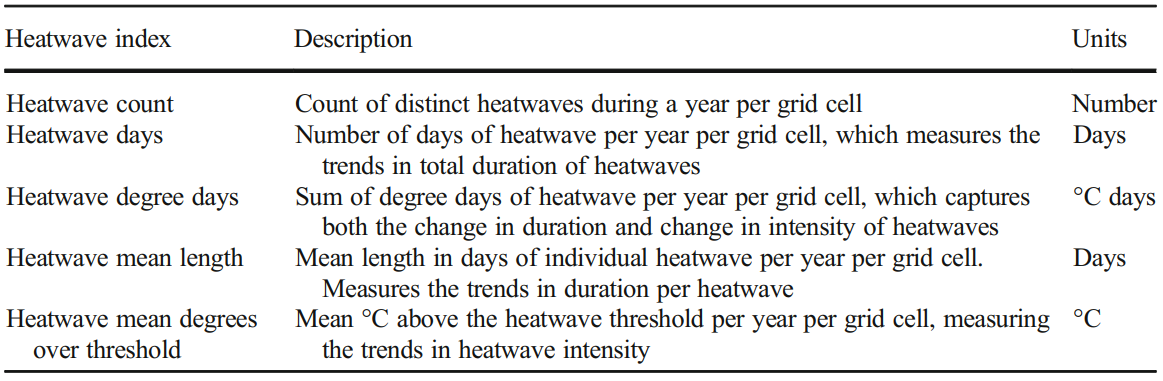 Heatwave index Description Units
Heatwave count Count of distinct heatwaves during a year per grid cell Number
Heatwave days Number of days of heatwave per year per grid cell, which measures the Days
trends in total duration of heatwaves
Heatwave degree days Sum of degree days of heatwave per year per grid cell, which captures °C days
both the change in duration and change in intensity of heatwaves
Heatwave mean length Mean length in days of individual heatwave per year per grid cell. Days
Measures the trends in duration per heatwave
Heatwave mean degrees Mean °C above the heatwave threshold per year per grid cell, measuring °C
over threshold the trends in heatwave intensity